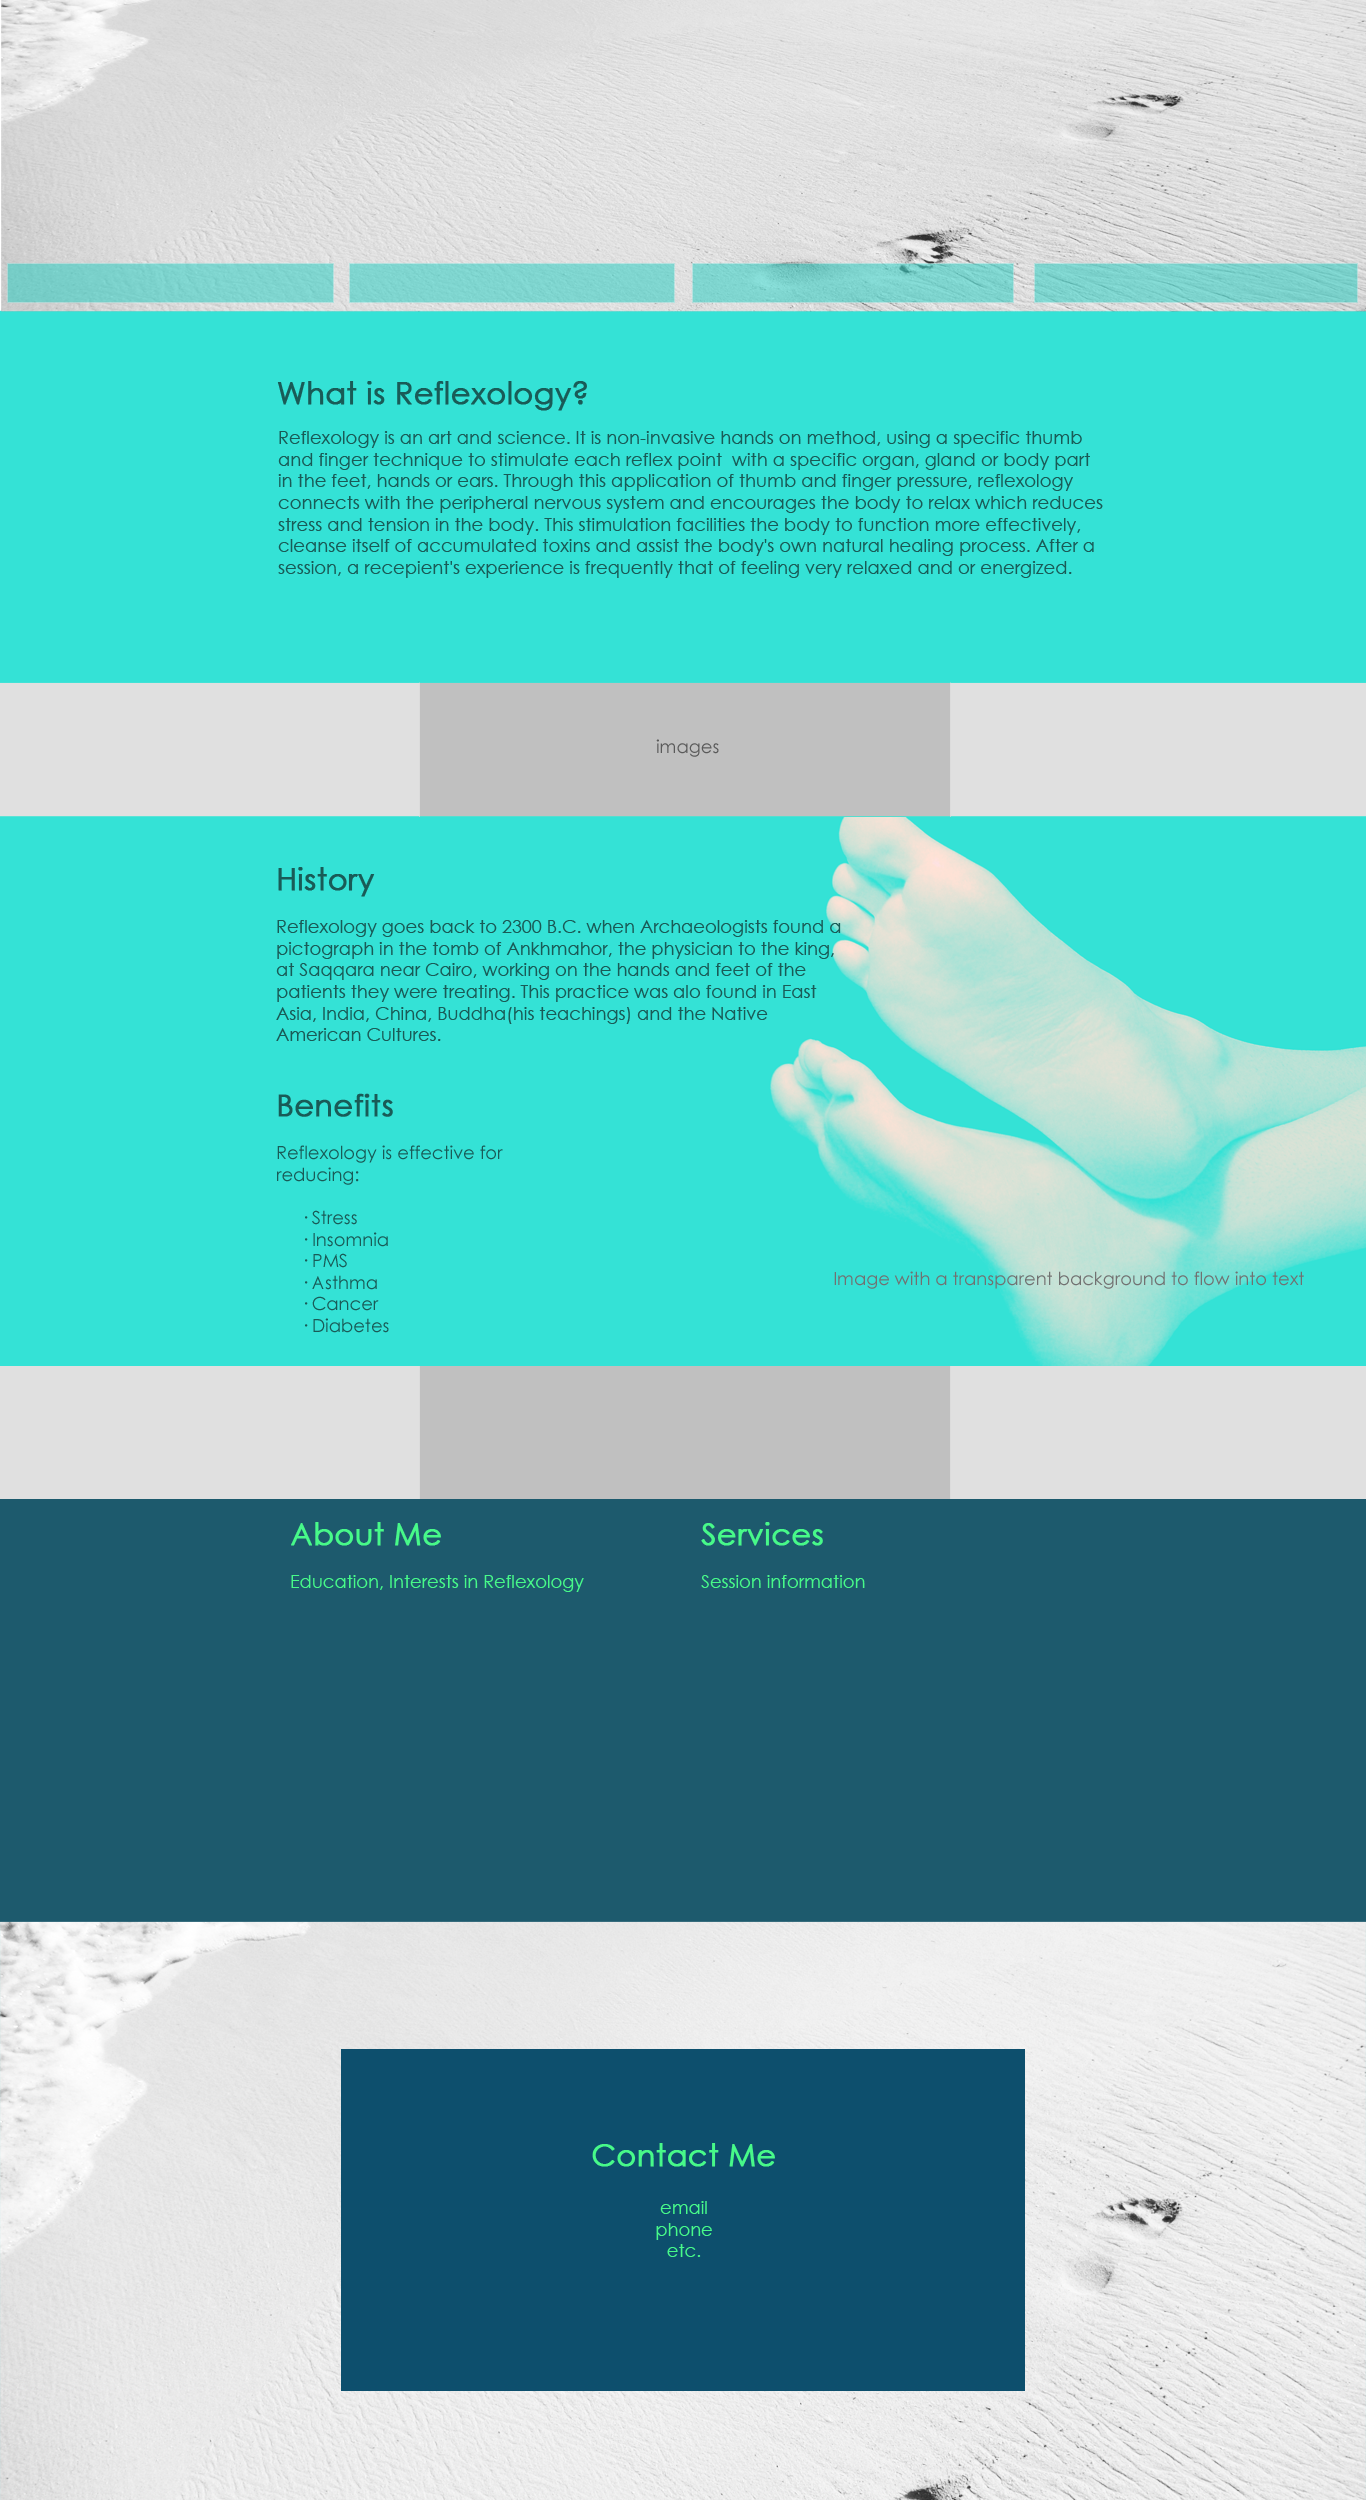 What is Reflexology?
Reflexology is an art and science. It is non-invasive hands on method, using a specific thumb
and finger technique to stimulate each reflex point  with a specific organ, gland or body part
in the feet, hands or ears. Through this application of thumb and finger pressure, reflexology
connects with the peripheral nervous system and encourages the body to relax which reduces
stress and tension in the body. This stimulation facilities the body to function more effectively,
cleanse itself of accumulated toxins and assist the body's own natural healing process. After a
session, a recepient's experience is frequently that of feeling very relaxed and or energized.
images
History
Reflexology goes back to 2300 B.C. when Archaeologists found a
pictograph in the tomb of Ankhmahor, the physician to the king,
at Saqqara near Cairo, working on the hands and feet of the
patients they were treating. This practice was alo found in East
Asia, India, China, Buddha(his teachings) and the Native
American Cultures.
Benefits
Reflexology is effective for
reducing:
· Stress
· Insomnia
· PMS
· Asthma
· Cancer
· Diabetes
Image with a transparent background to flow into text
About Me
Education, Interests in Reflexology
Services
Session information
Contact Me
email
phone
etc.